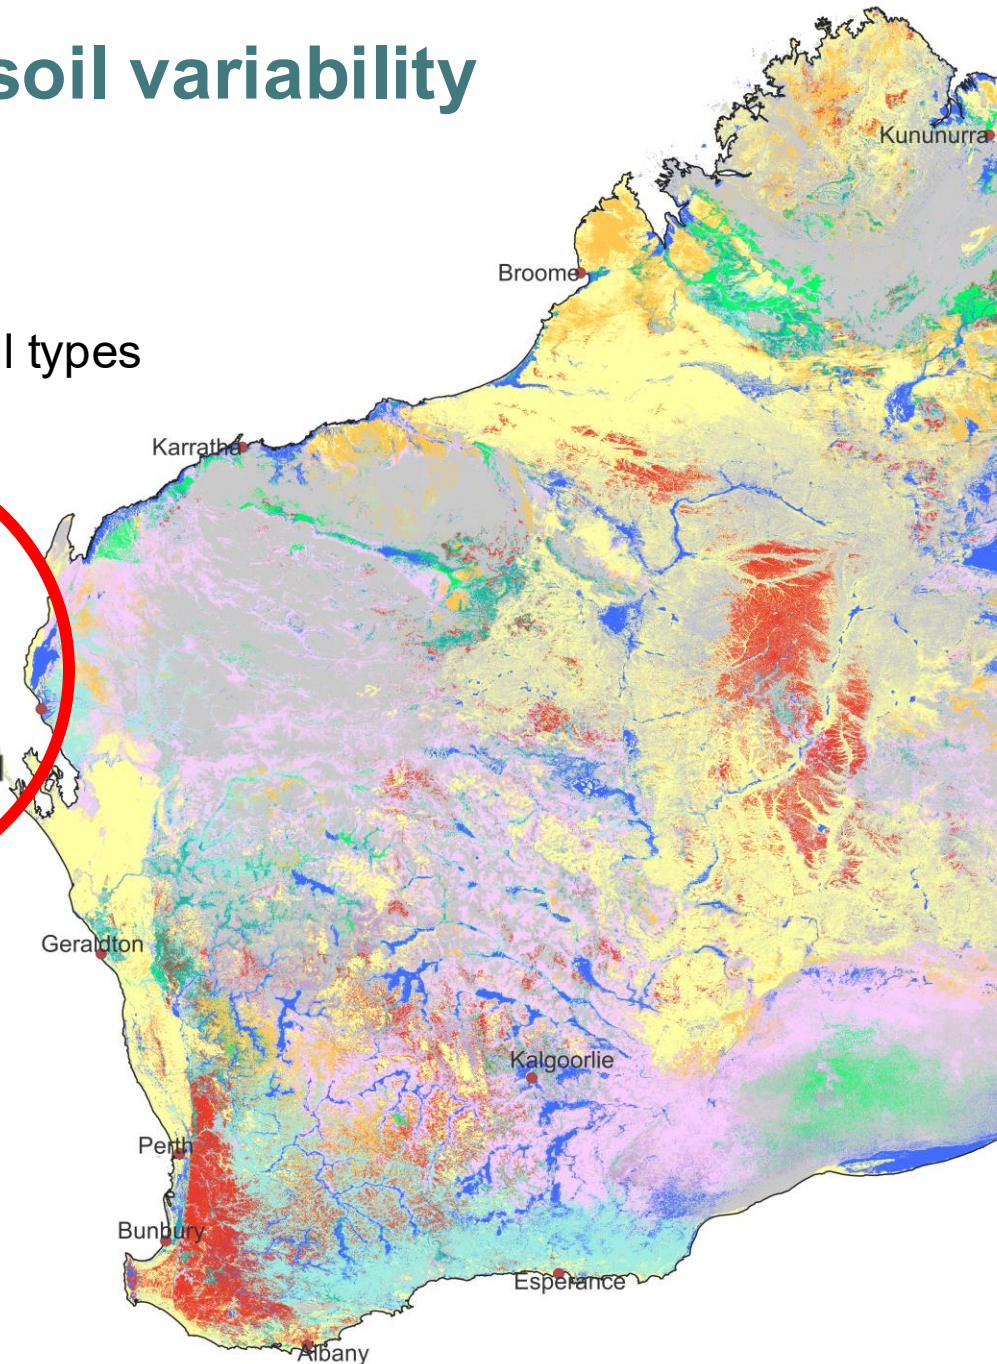 soil variability
Kununurra
Broome
l types
Karratha
Geraldton
Kalgoorlie
Perth
Bunbury
Esperance
Albany